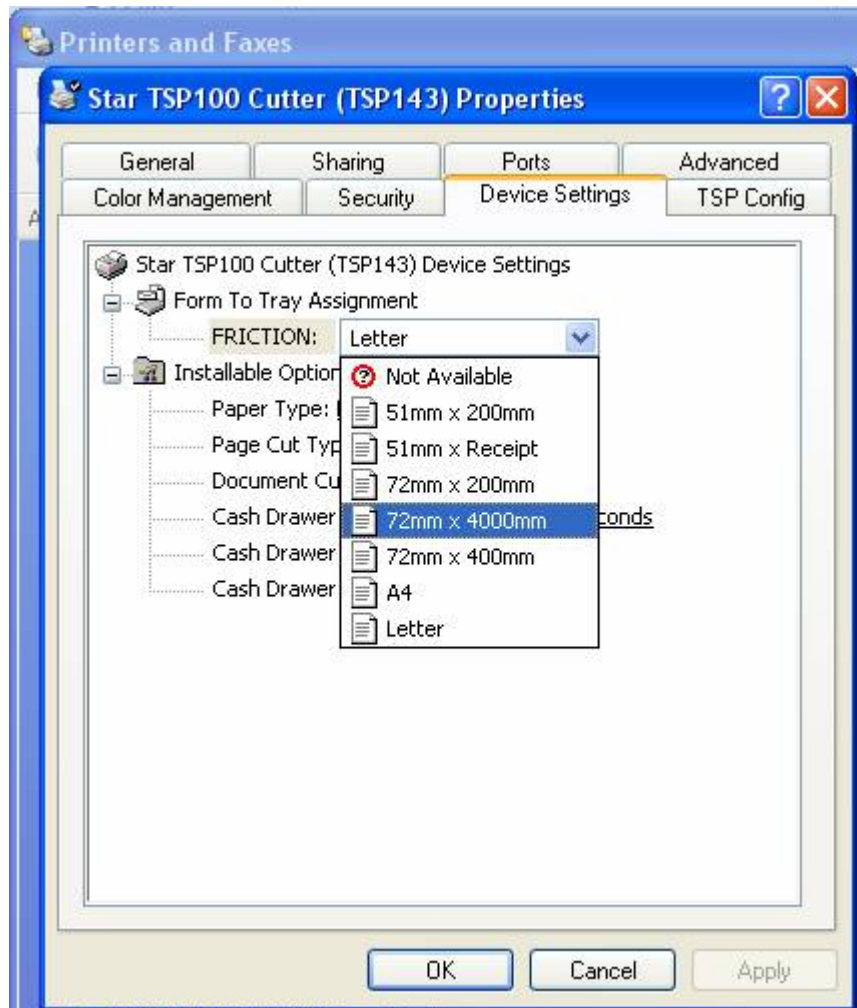 Printers and Faxes
Star TSP100 Cutter (TSP143) Properties
General Sharing Ports Advanced
Color Management Security Device Settings TSP Config
Star TSP100 Cutter (TSP143) Device Settings
Form To Tray Assignment
FRICTION: Letter
Installable Option
Not Available
Paper Type:
51mm x 200mm
Page Cut Typ
51mm x Receipt
Document Cu
72mm x 200mm
Cash Drawer
72mm x 4000mm
conds
Cash Drawer
72mm x 400mm
Cash Drawer
A4
Letter
OK Cancel Apply